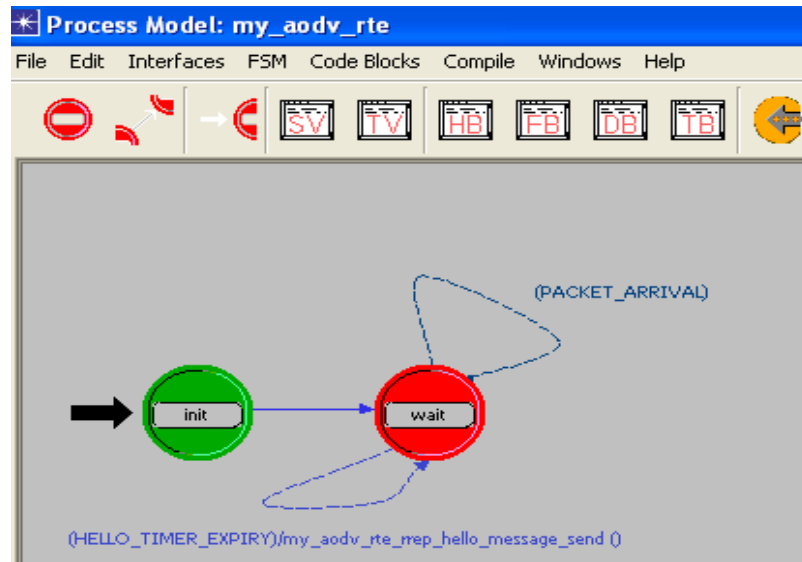 Process Model: my_aodv_rte
File Edit Interfaces FSM Code Blocks Compile Windows Help
SV TV HB FB DB TB
(PACKET_ARRIVAL)
init
wait
(HELLO_TIMER_EXPIRY)/my_aodv_rte_rrep_hello_message_send ()